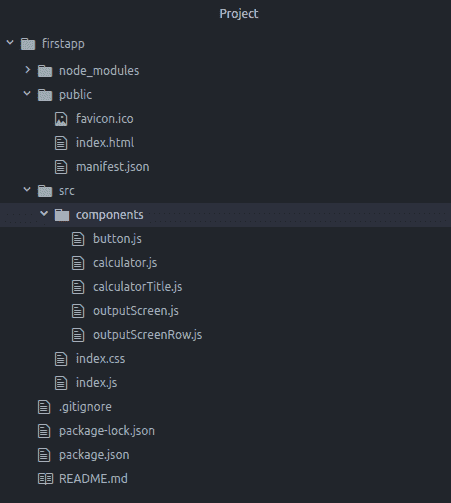 Project
firstapp
node_modules
public
favicon.ico
index.html
manifest.json
src
components
button.js
calculator.js
calculatorTitle.js
outputScreen.js
outputScreenRow.js
index.css
index.js
.gitignore
package-lock.json
package.json
README.md